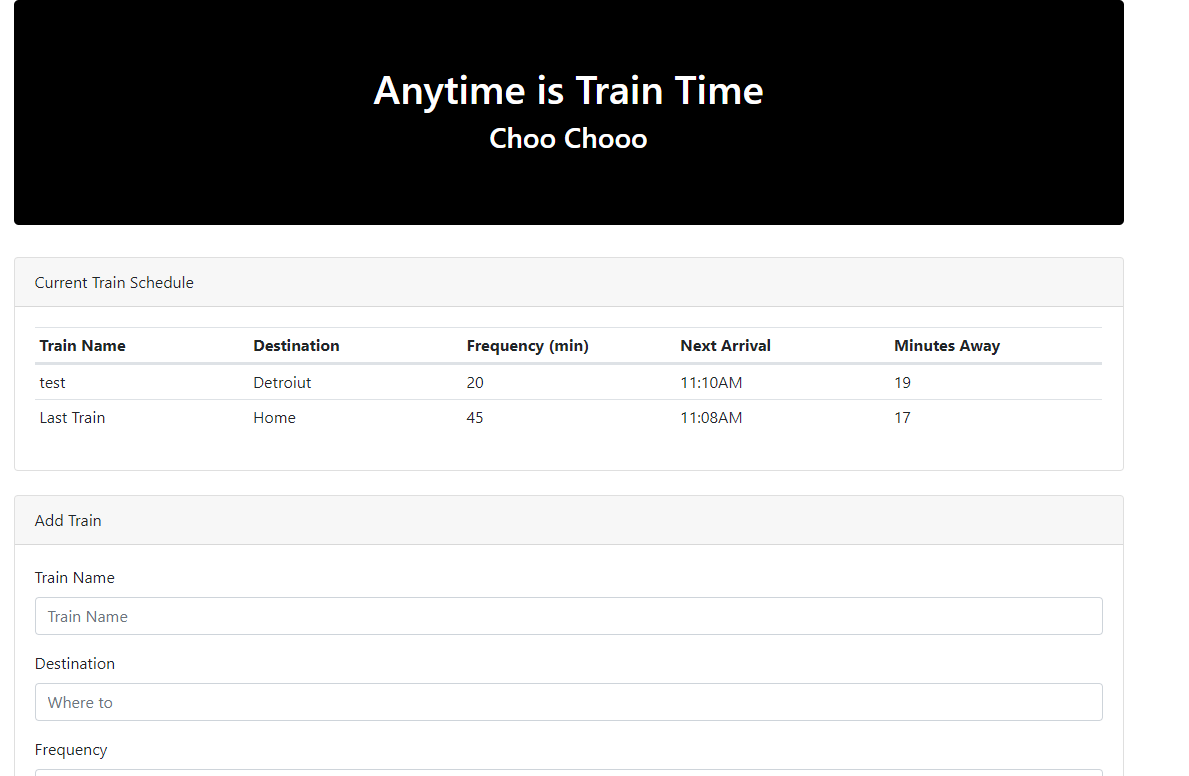 Anytime is Train Time
Choo Chooo
Current Train Schedule
Train Name Destination Frequency (min) Next Arrival Minutes Away
test Detroiut 20 11:10AM 19
Last Train Home 45 11:08AM 17
Add Train
Train Name
Train Name
Destination
Where to
Frequency